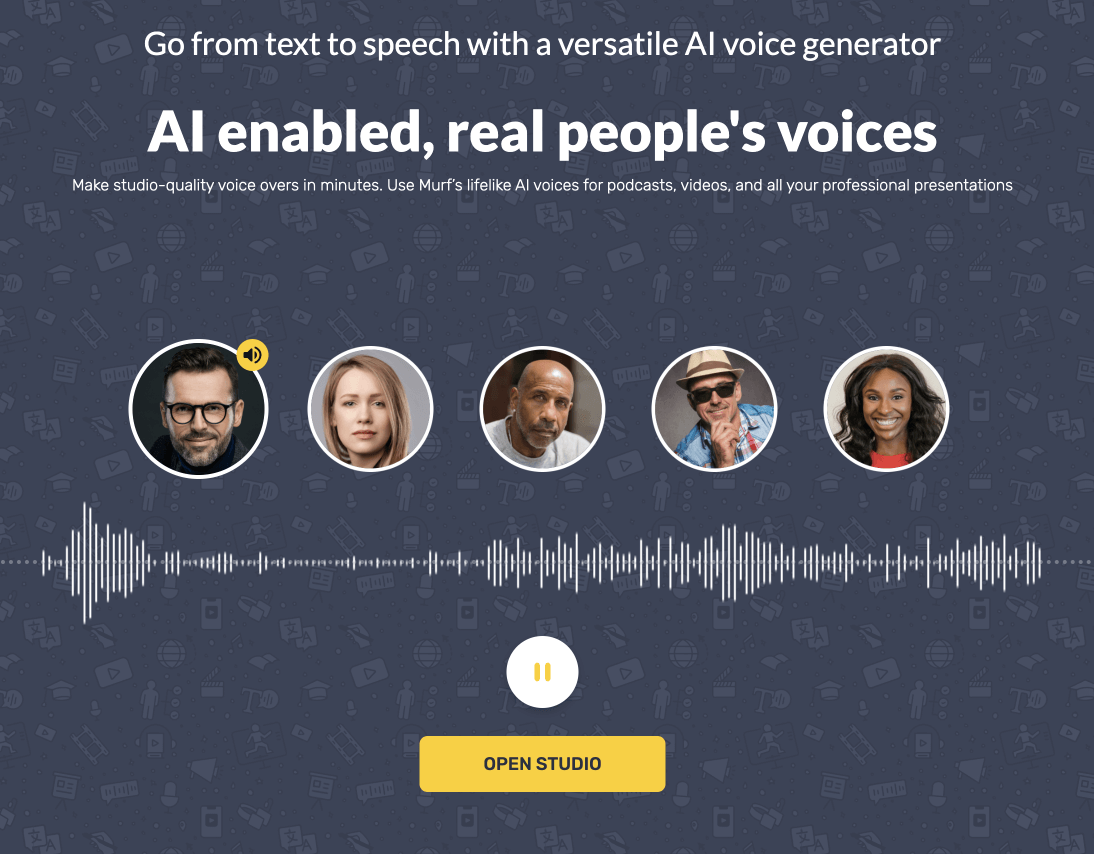 Go from text to speech with a versatile AI voice generator
AI enabled, real people's voices
Make studio-quality voice overs in minutes. Use Murf’s lifelike AI voices for podcasts, videos, and all your professional presentations
OPEN STUDIO